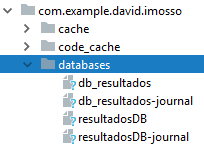 com.example.david.imosso
cache
code_cache
databases
db_resultados
db_resultados-journal
resultadosDB
resultadosDB-journal